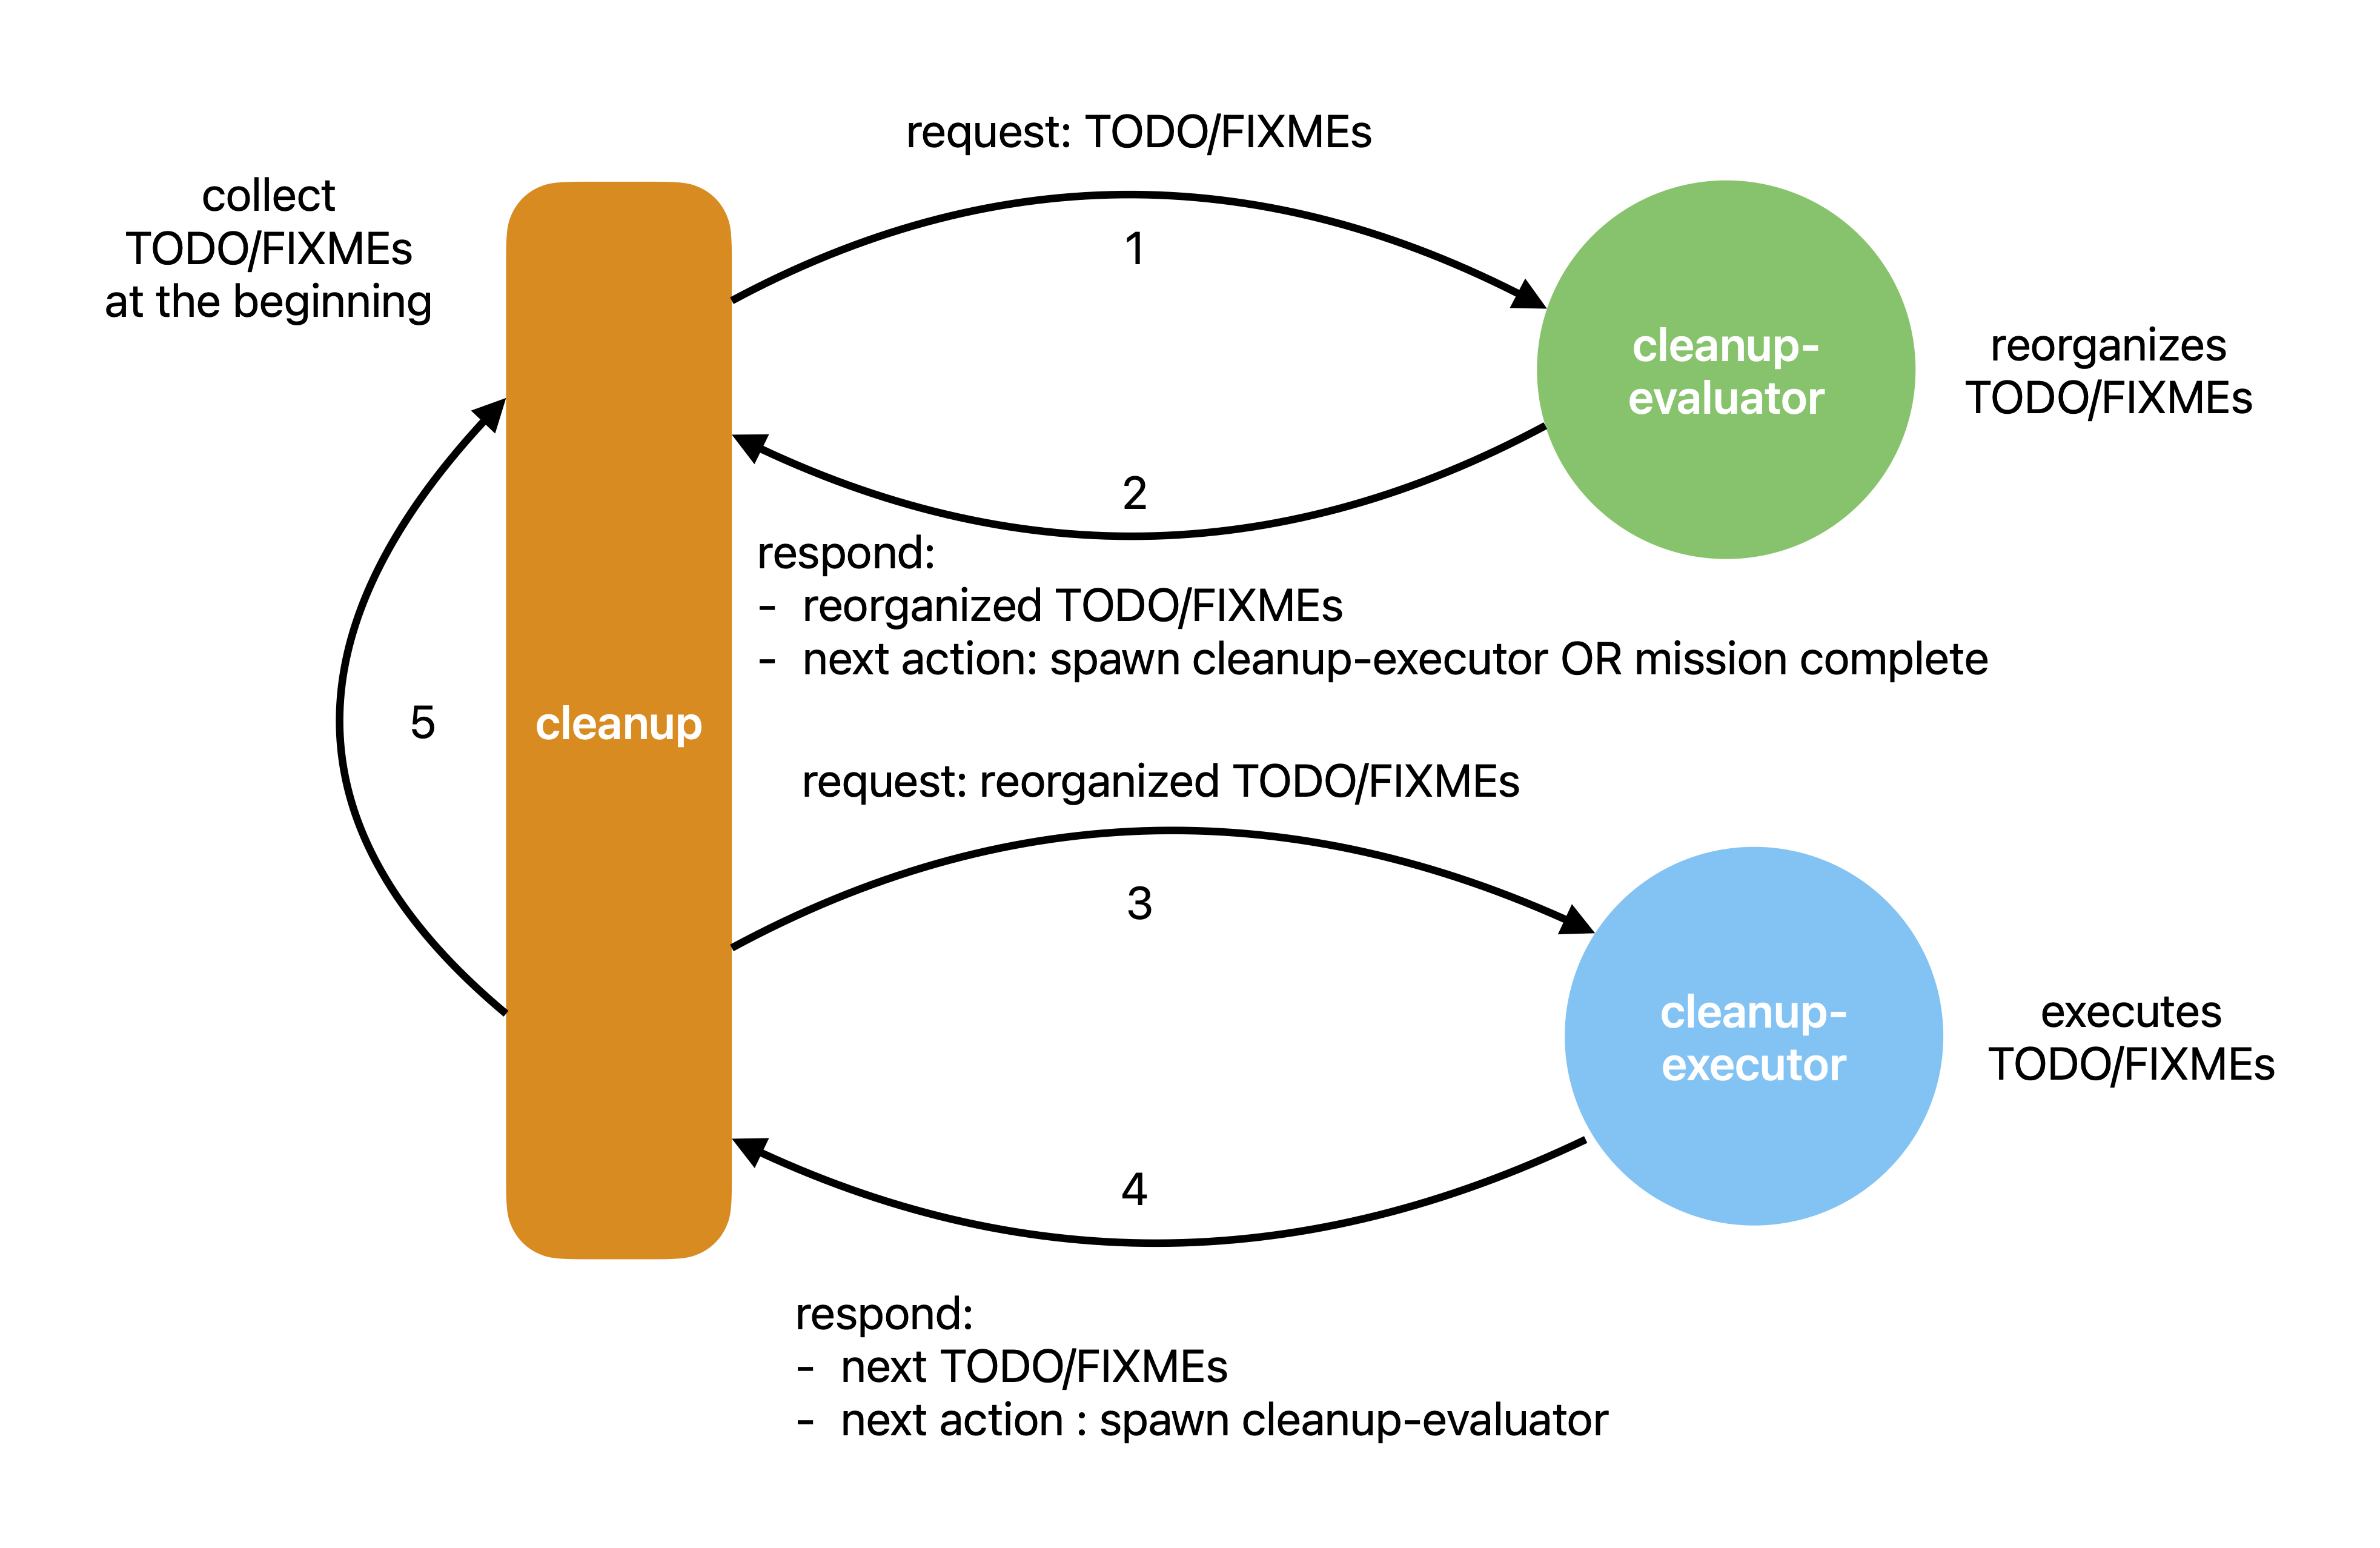 request: TODO/FIXMEs
collect
TODO/FIXMEs
at the beginning
1
cleanup-
evaluator
reorganizes
TODO/FIXMEs
2
respond:
- reorganized TODO/FIXMEs
- next action: spawn cleanup-executor OR mission complete
5
cleanup
request: reorganized TODO/FIXMEs
3
cleanup-
executor
executes
TODO/FIXMEs
4
respond:
- next TODO/FIXMEs
- next action : spawn cleanup-evaluator